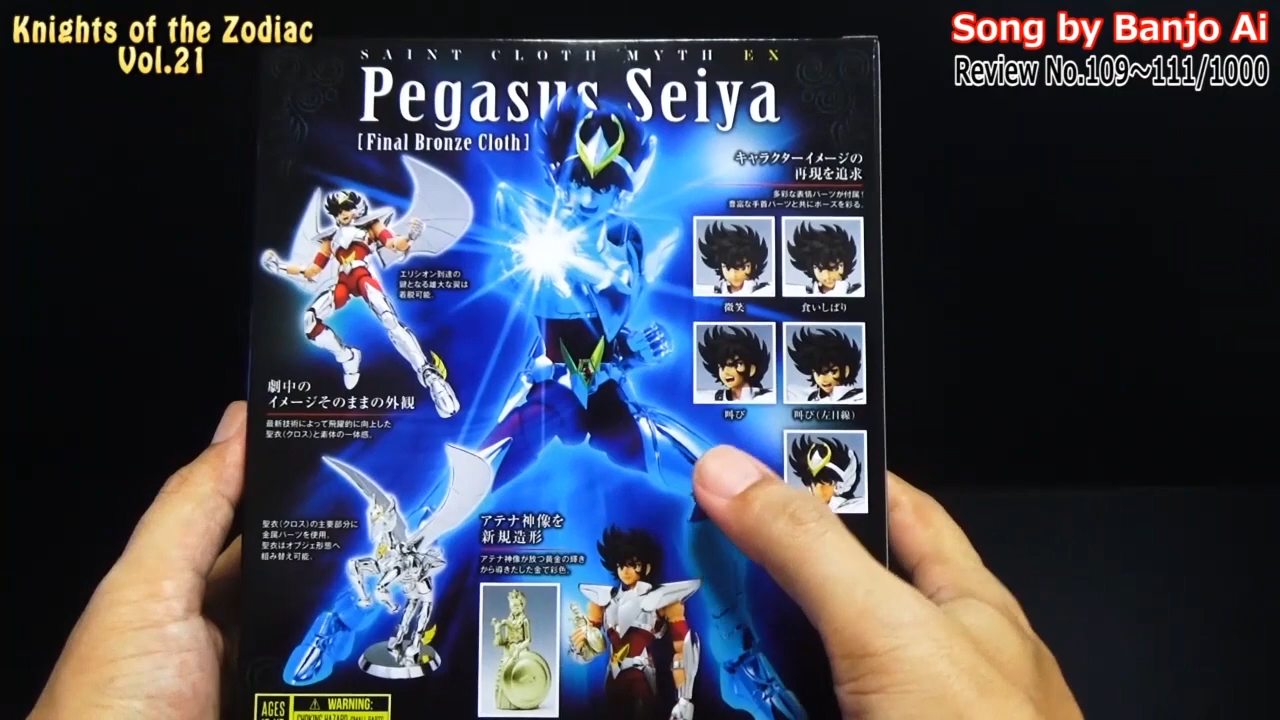 Knights of the Zodiac
Vol.21
Song by Banjo Ai
Review No.109〜111/1000
SAINT CLOTH MYTH EX
Pegasus Seiya
[Final Bronze Cloth]
キャラクターイメージの
再現を追求
多彩な表情パーツが付属!
豊富な手首パーツと共にポーズを彩る。
微笑
食いしばり
叫び
叫び(左目線)
エリシオン到達の
鍵となる雄大な翼は
着脱可能。
劇中の
イメージそのままの外観
最新技術によって飛躍的に向上した
聖衣(クロス)と素体の一体感。
聖衣(クロス)の主要部分に
金属パーツを使用。
聖衣はオブジェ形態へ
組み替え可能。
アテナ神像を
新規造形
アテナ神像が放つ黄金の輝き
から導きだした金で彩色。
AGES
WARNING:
CHOKING HAZARD